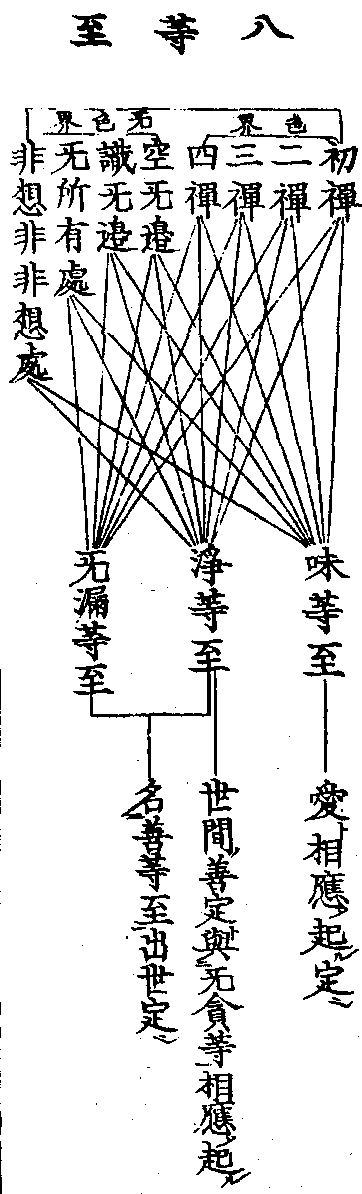 八等至
色界
无色界
初禪
二禪
三禪
四禪
空无邊
識无邊
无所有處
非想非非想處
味等至
淨等至
无漏等至
愛相應起定
世間善定與无貪等相應起
名善等至出世定